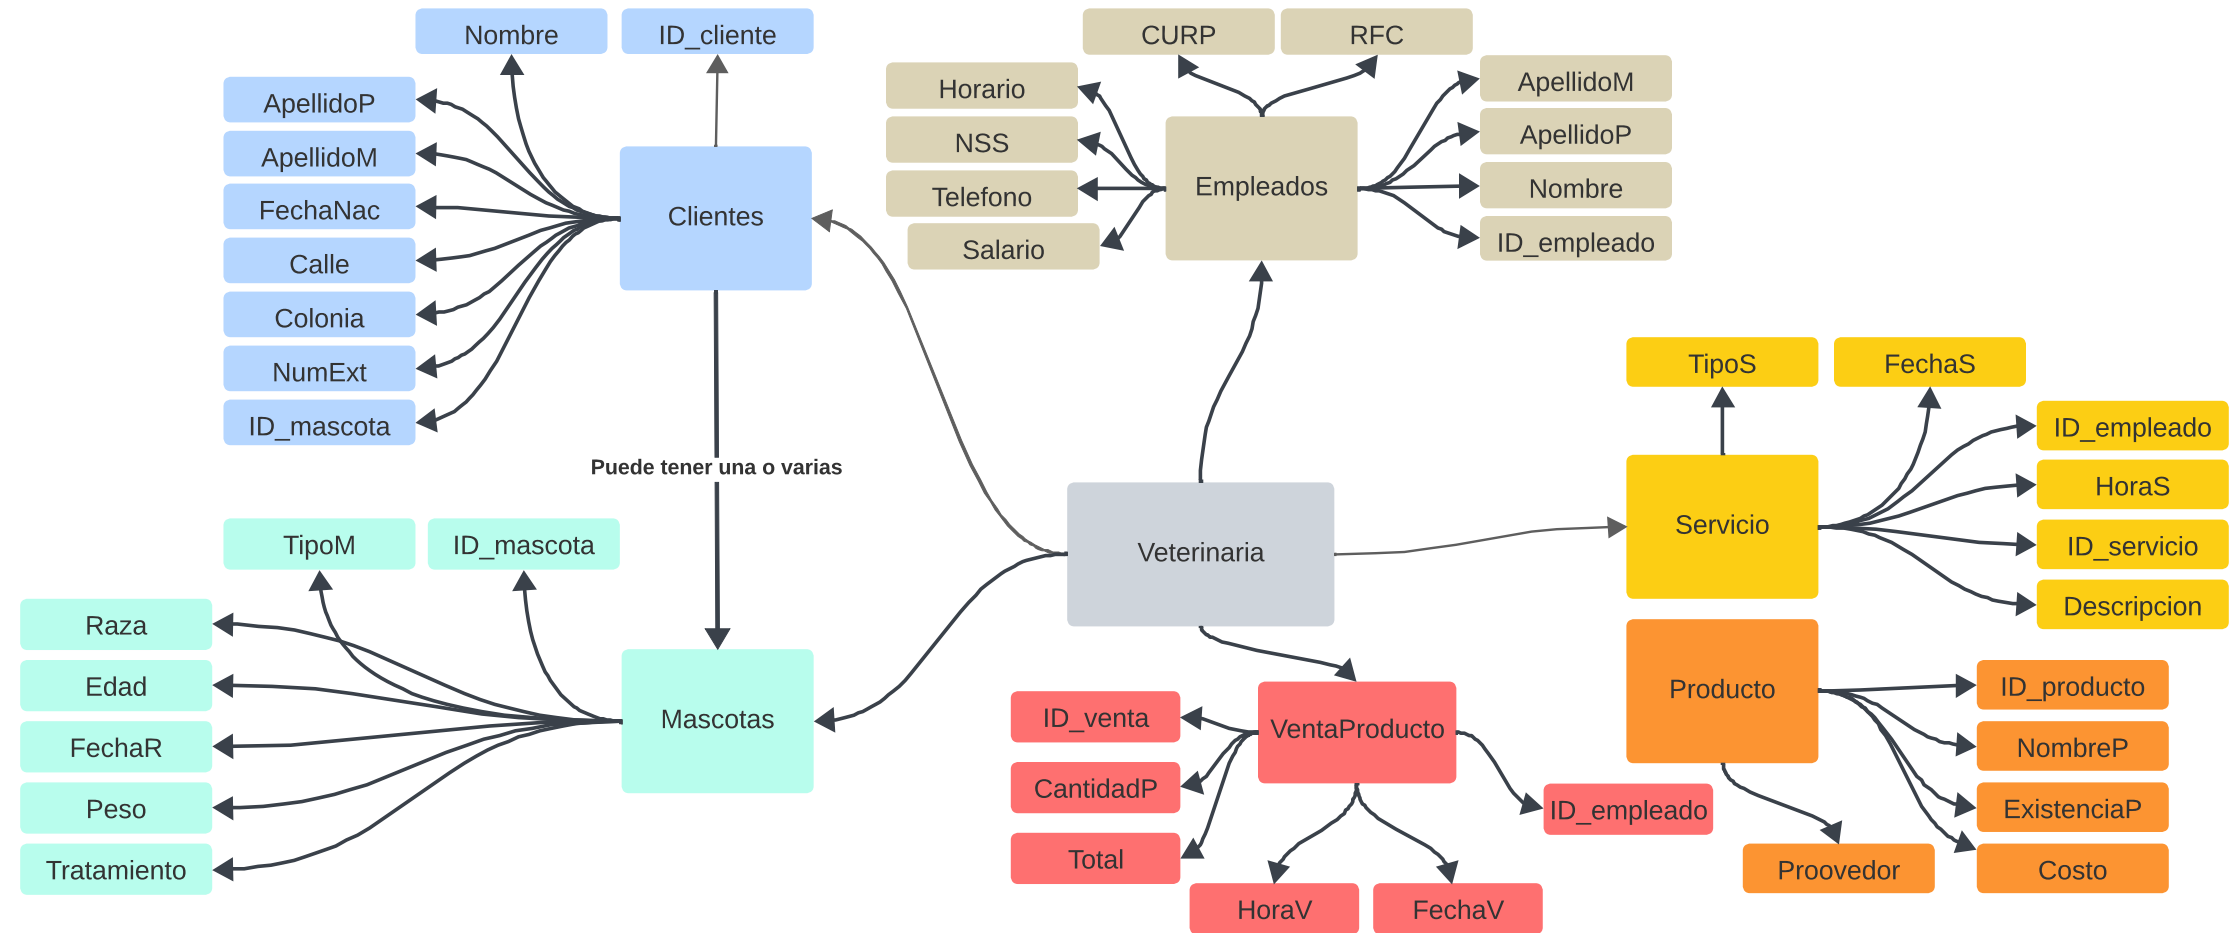 Nombre
ID_cliente
ApellidoP
ApellidoM
FechaNac
Calle
Colonia
NumExt
ID_mascota
Clientes
Puede tener una o varias
CURP
RFC
Horario
NSS
Telefono
Salario
Empleados
ApellidoM
ApellidoP
Nombre
ID_empleado
TipoS
FechaS
ID_empleado
HoraS
ID_servicio
Descripcion
Servicio
Veterinaria
TipoM
ID_mascota
Raza
Edad
FechaR
Peso
Tratamiento
Mascotas
VentaProducto
ID_venta
CantidadP
Total
HoraV
FechaV
ID_empleado
Producto
ID_producto
NombreP
ExistenciaP
Costo
Proovedor